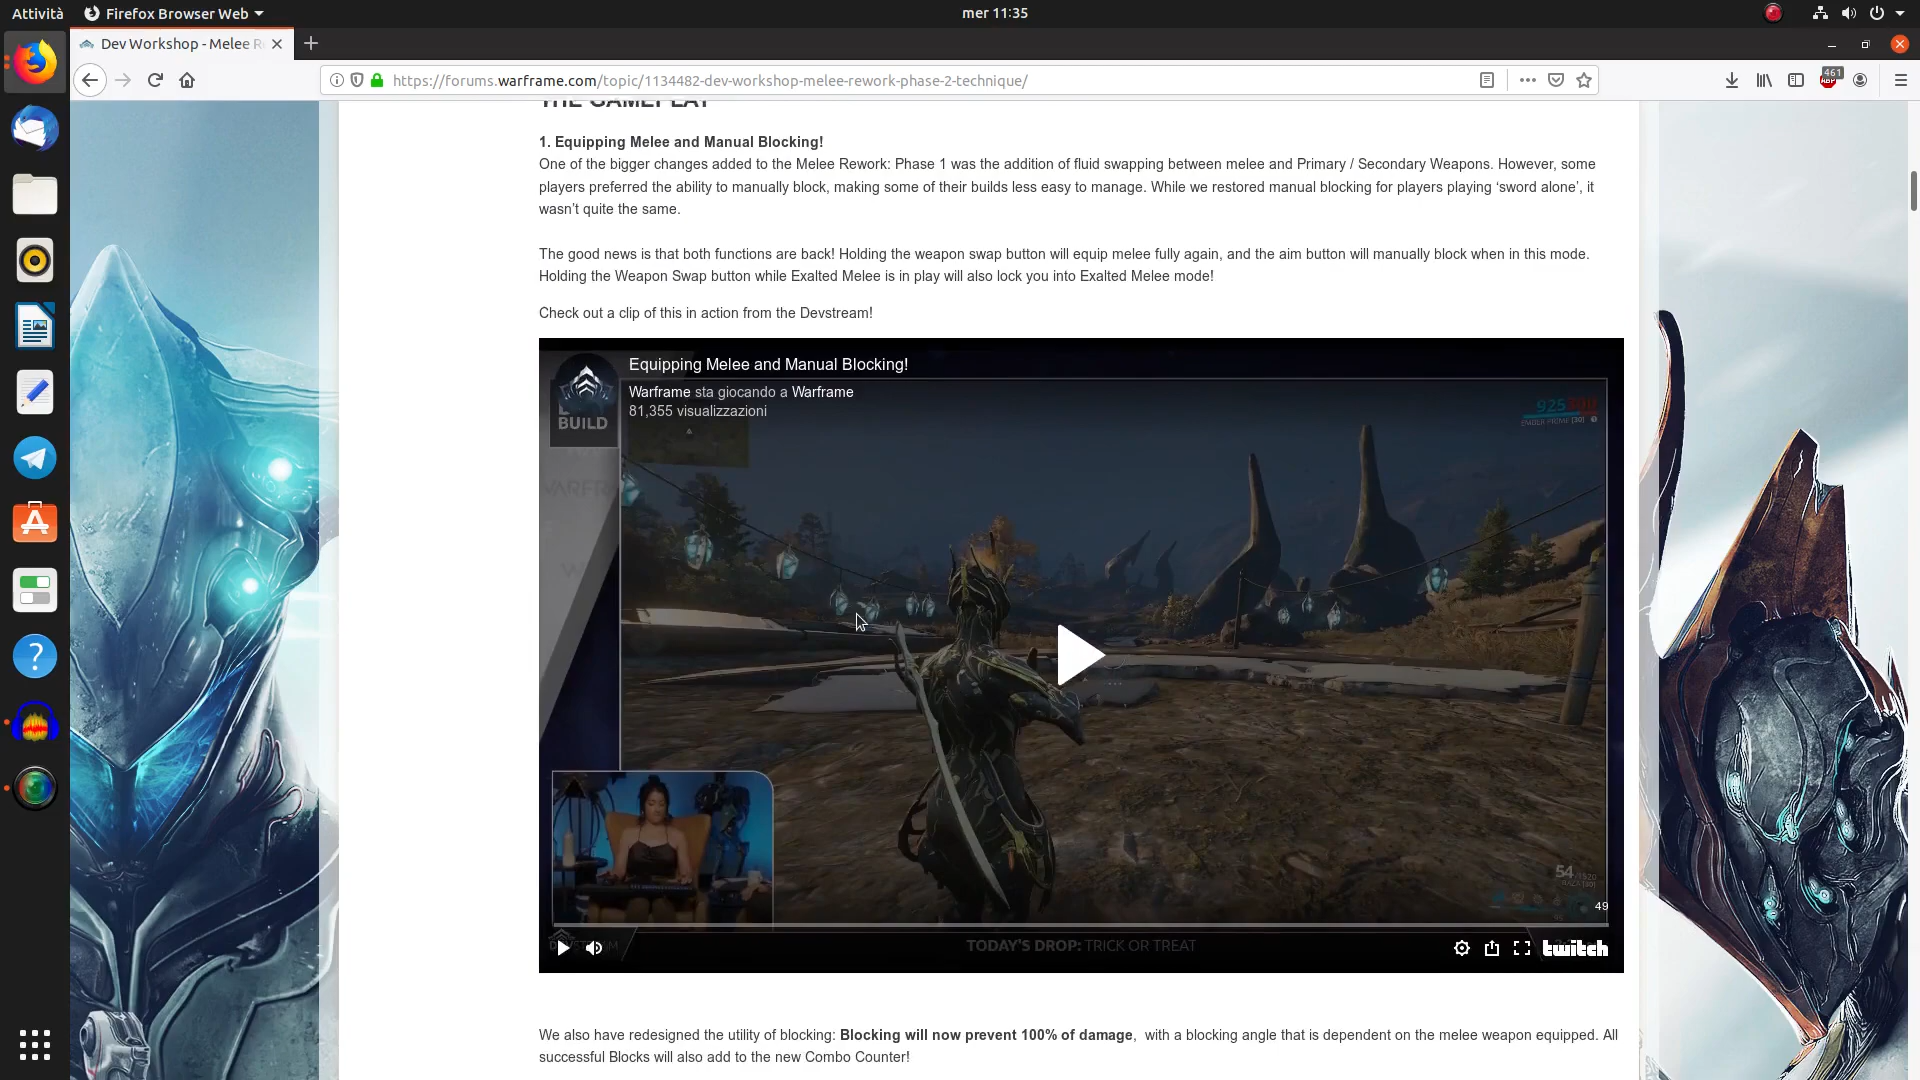 Attività
Firefox Browser Web
mer 11:35
Dev Workshop - Melee R
https://forums.warframe.com/topic/1134482-dev-workshop-melee-rework-phase-2-technique/
461
ABP
THE GAMEPLAY
1. Equipping Melee and Manual Blocking!
One of the bigger changes added to the Melee Rework: Phase 1 was the addition of fluid swapping between melee and Primary / Secondary Weapons. However, some
players preferred the ability to manually block, making some of their builds less easy to manage. While we restored manual blocking for players playing ‘sword alone’, it
wasn’t quite the same.
The good news is that both functions are back! Holding the weapon swap button will equip melee fully again, and the aim button will manually block when in this mode.
Holding the Weapon Swap button while Exalted Melee is in play will also lock you into Exalted Melee mode!
Check out a clip of this in action from the Devstream!
Equipping Melee and Manual Blocking!
Warframe sta giocando a Warframe
81,355 visualizzazioni
BUILD
925
EMBER PRIME [30]
54
49
TODAY'S DROP: TRICK OR TREAT
twitch
We also have redesigned the utility of blocking: Blocking will now prevent 100% of damage, with a blocking angle that is dependent on the melee weapon equipped. All
successful Blocks will also add to the new Combo Counter!